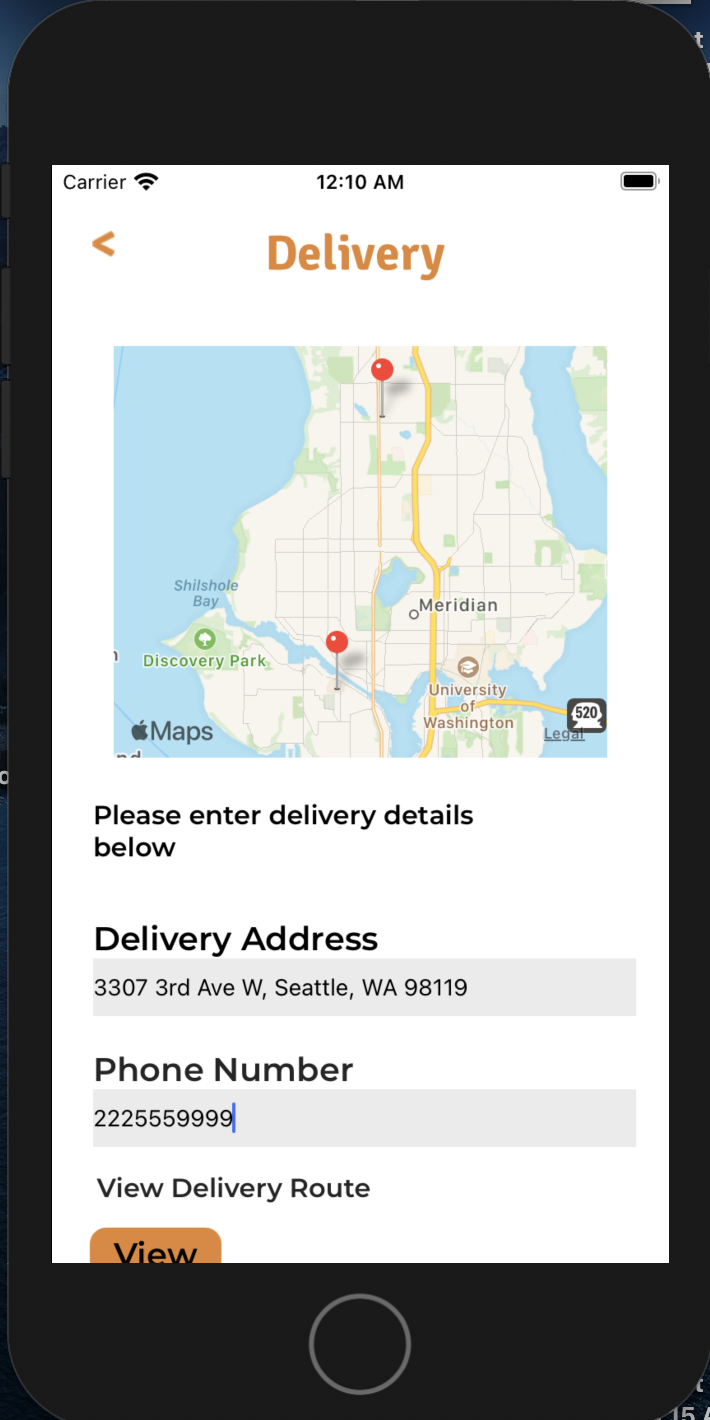 Carrier 12:10 AM
<
Delivery
Shilshole
Bay
Meridian
Discovery Park
University
of
Washington
520
Maps
Legal
Please enter delivery details
below
Delivery Address
3307 3rd Ave W, Seattle, WA 98119
Phone Number
2225559999
View Delivery Route
View